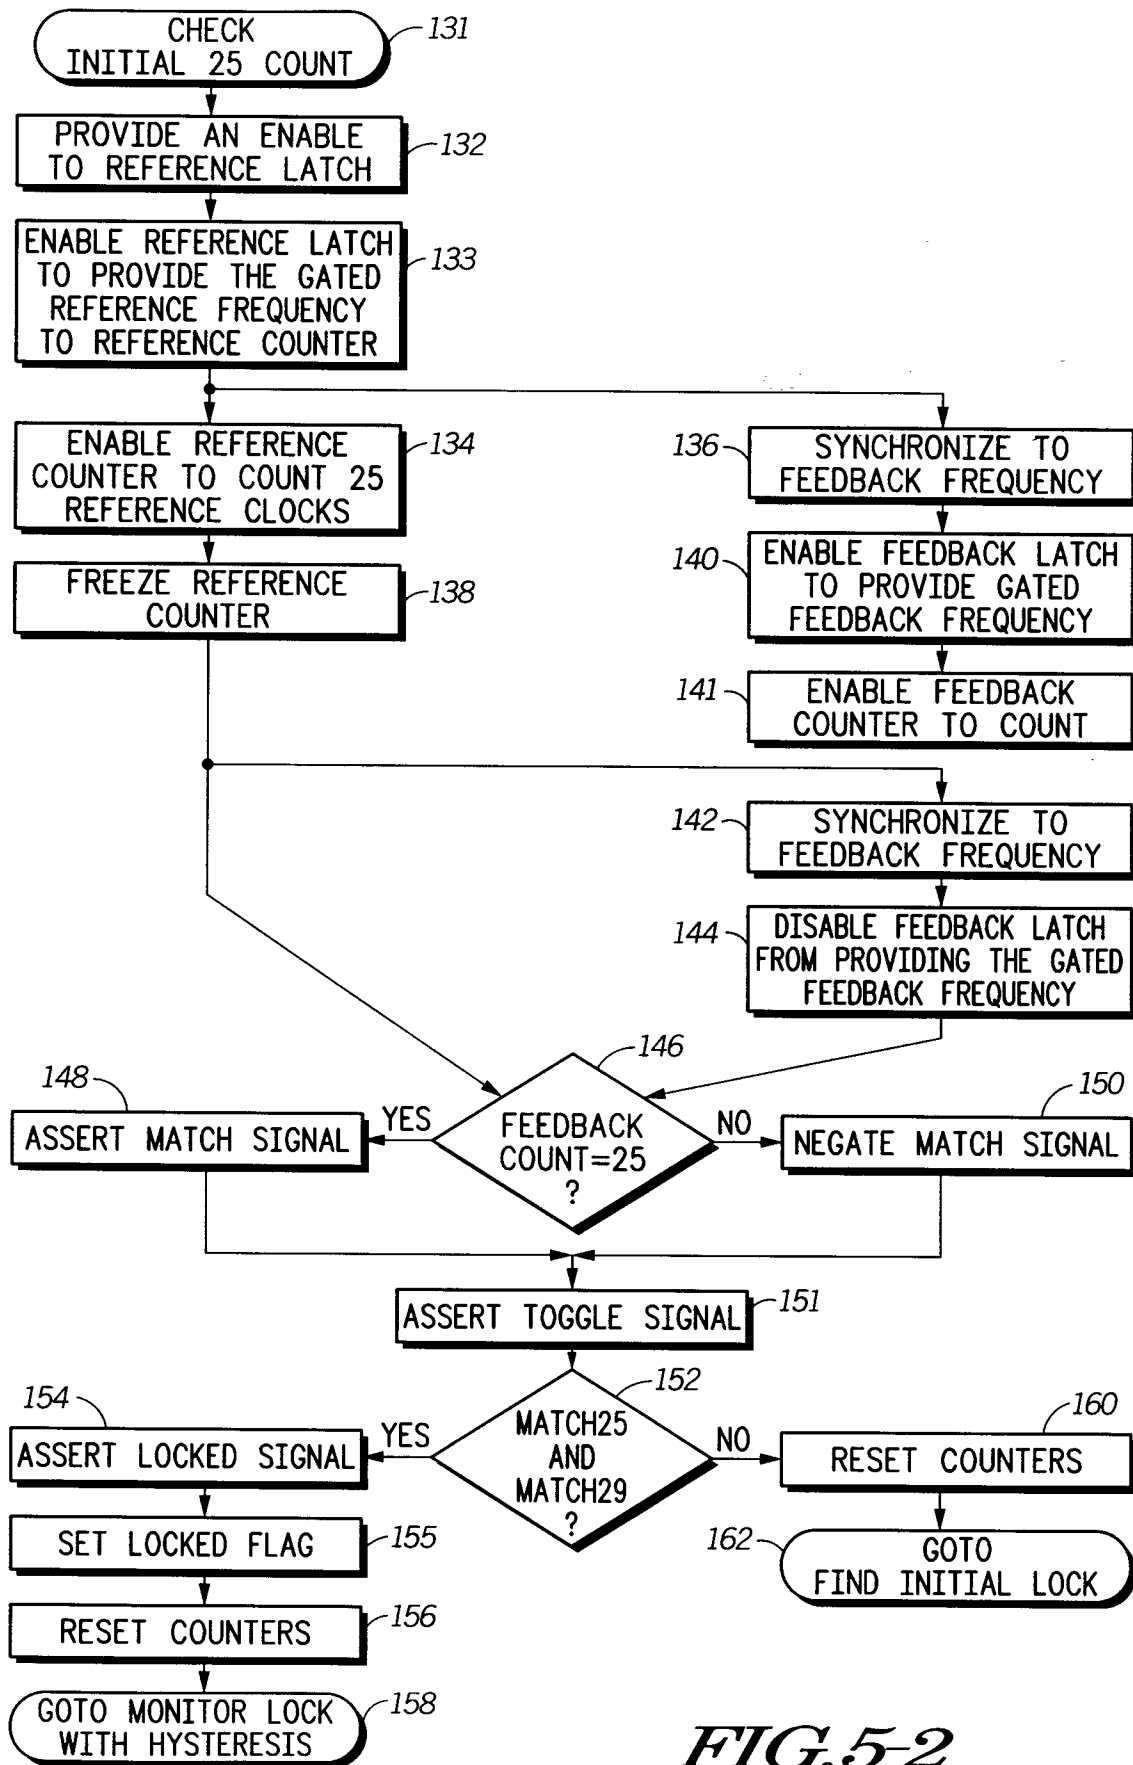 CHECK
INITIAL 25 COUNT
131
PROVIDE AN ENABLE
TO REFERENCE LATCH
132
ENABLE REFERENCE LATCH
TO PROVIDE THE GATED
REFERENCE FREQUENCY
TO REFERENCE COUNTER
133
ENABLE REFERENCE
COUNTER TO COUNT 25
REFERENCE CLOCKS
134
136
SYNCHRONIZE TO
FEEDBACK FREQUENCY
FREEZE REFERENCE
COUNTER
138
140
ENABLE FEEDBACK LATCH
TO PROVIDE GATED
FEEDBACK FREQUENCY
141
ENABLE FEEDBACK
COUNTER TO COUNT
142
SYNCHRONIZE TO
FEEDBACK FREQUENCY
144
DISABLE FEEDBACK LATCH
FROM PROVIDING THE GATED
FEEDBACK FREQUENCY
146
FEEDBACK
COUNT=25
?
YES
NO
148
ASSERT MATCH SIGNAL
150
NEGATE MATCH SIGNAL
ASSERT TOGGLE SIGNAL
151
152
MATCH25
AND
MATCH29
?
YES
NO
154
ASSERT LOCKED SIGNAL
160
RESET COUNTERS
SET LOCKED FLAG
155
162
GOTO
FIND INITIAL LOCK
RESET COUNTERS
156
GOTO MONITOR LOCK
WITH HYSTERESIS
158
FIG.5-2